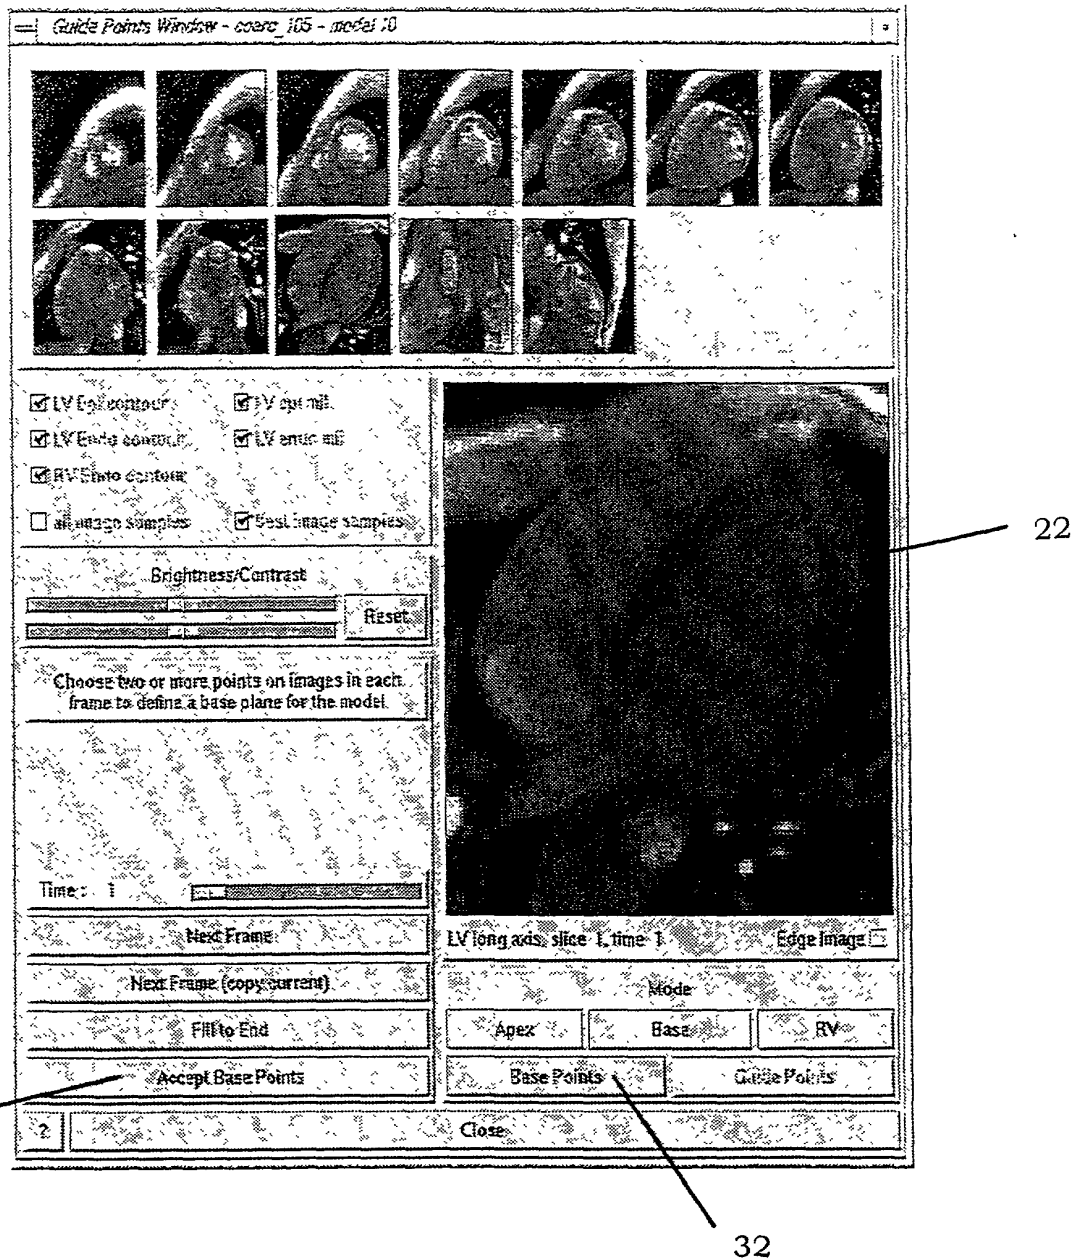 Guide Points Window - coarc_105 - model 10
LV Epi contour
LV epi mil.
LV Endo contour
LV endo mil
RV Endo contour
all image samples
Best image samples
22
Brightness/Contrast
Reset
Choose two or more points on images in each
frame to define a base plane for the model.
Time: 1
Next Frame
LV long axis, slice 1, time 1
Edge Image
Next Frame (copy current)
Mode
Fill to End
Apex
Base
RV
Accept Base Points
Base Points
Guide Points
?
Close
32